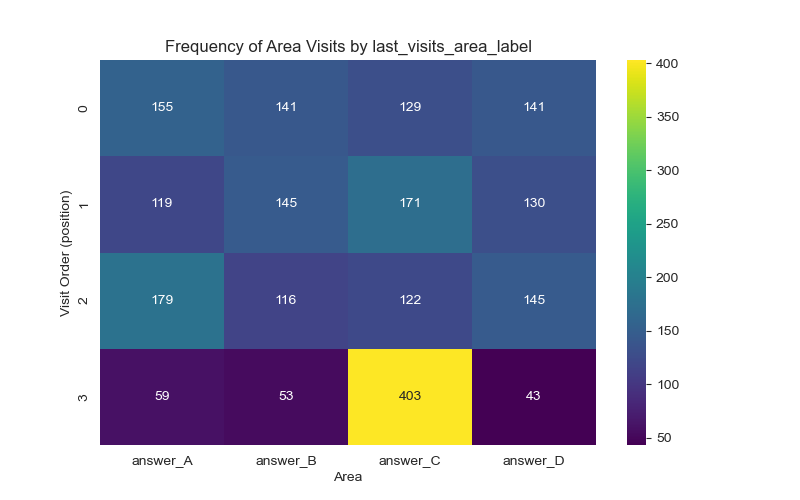 Frequency of Area Visits by last_visits_area_label
0 155 141 129 141
1 119 145 171 130
2 179 116 122 145
3 59 53 403 43
answer_A answer_B answer_C answer_D
Area
Visit Order (position)
400
350
300
250
200
150
100
50